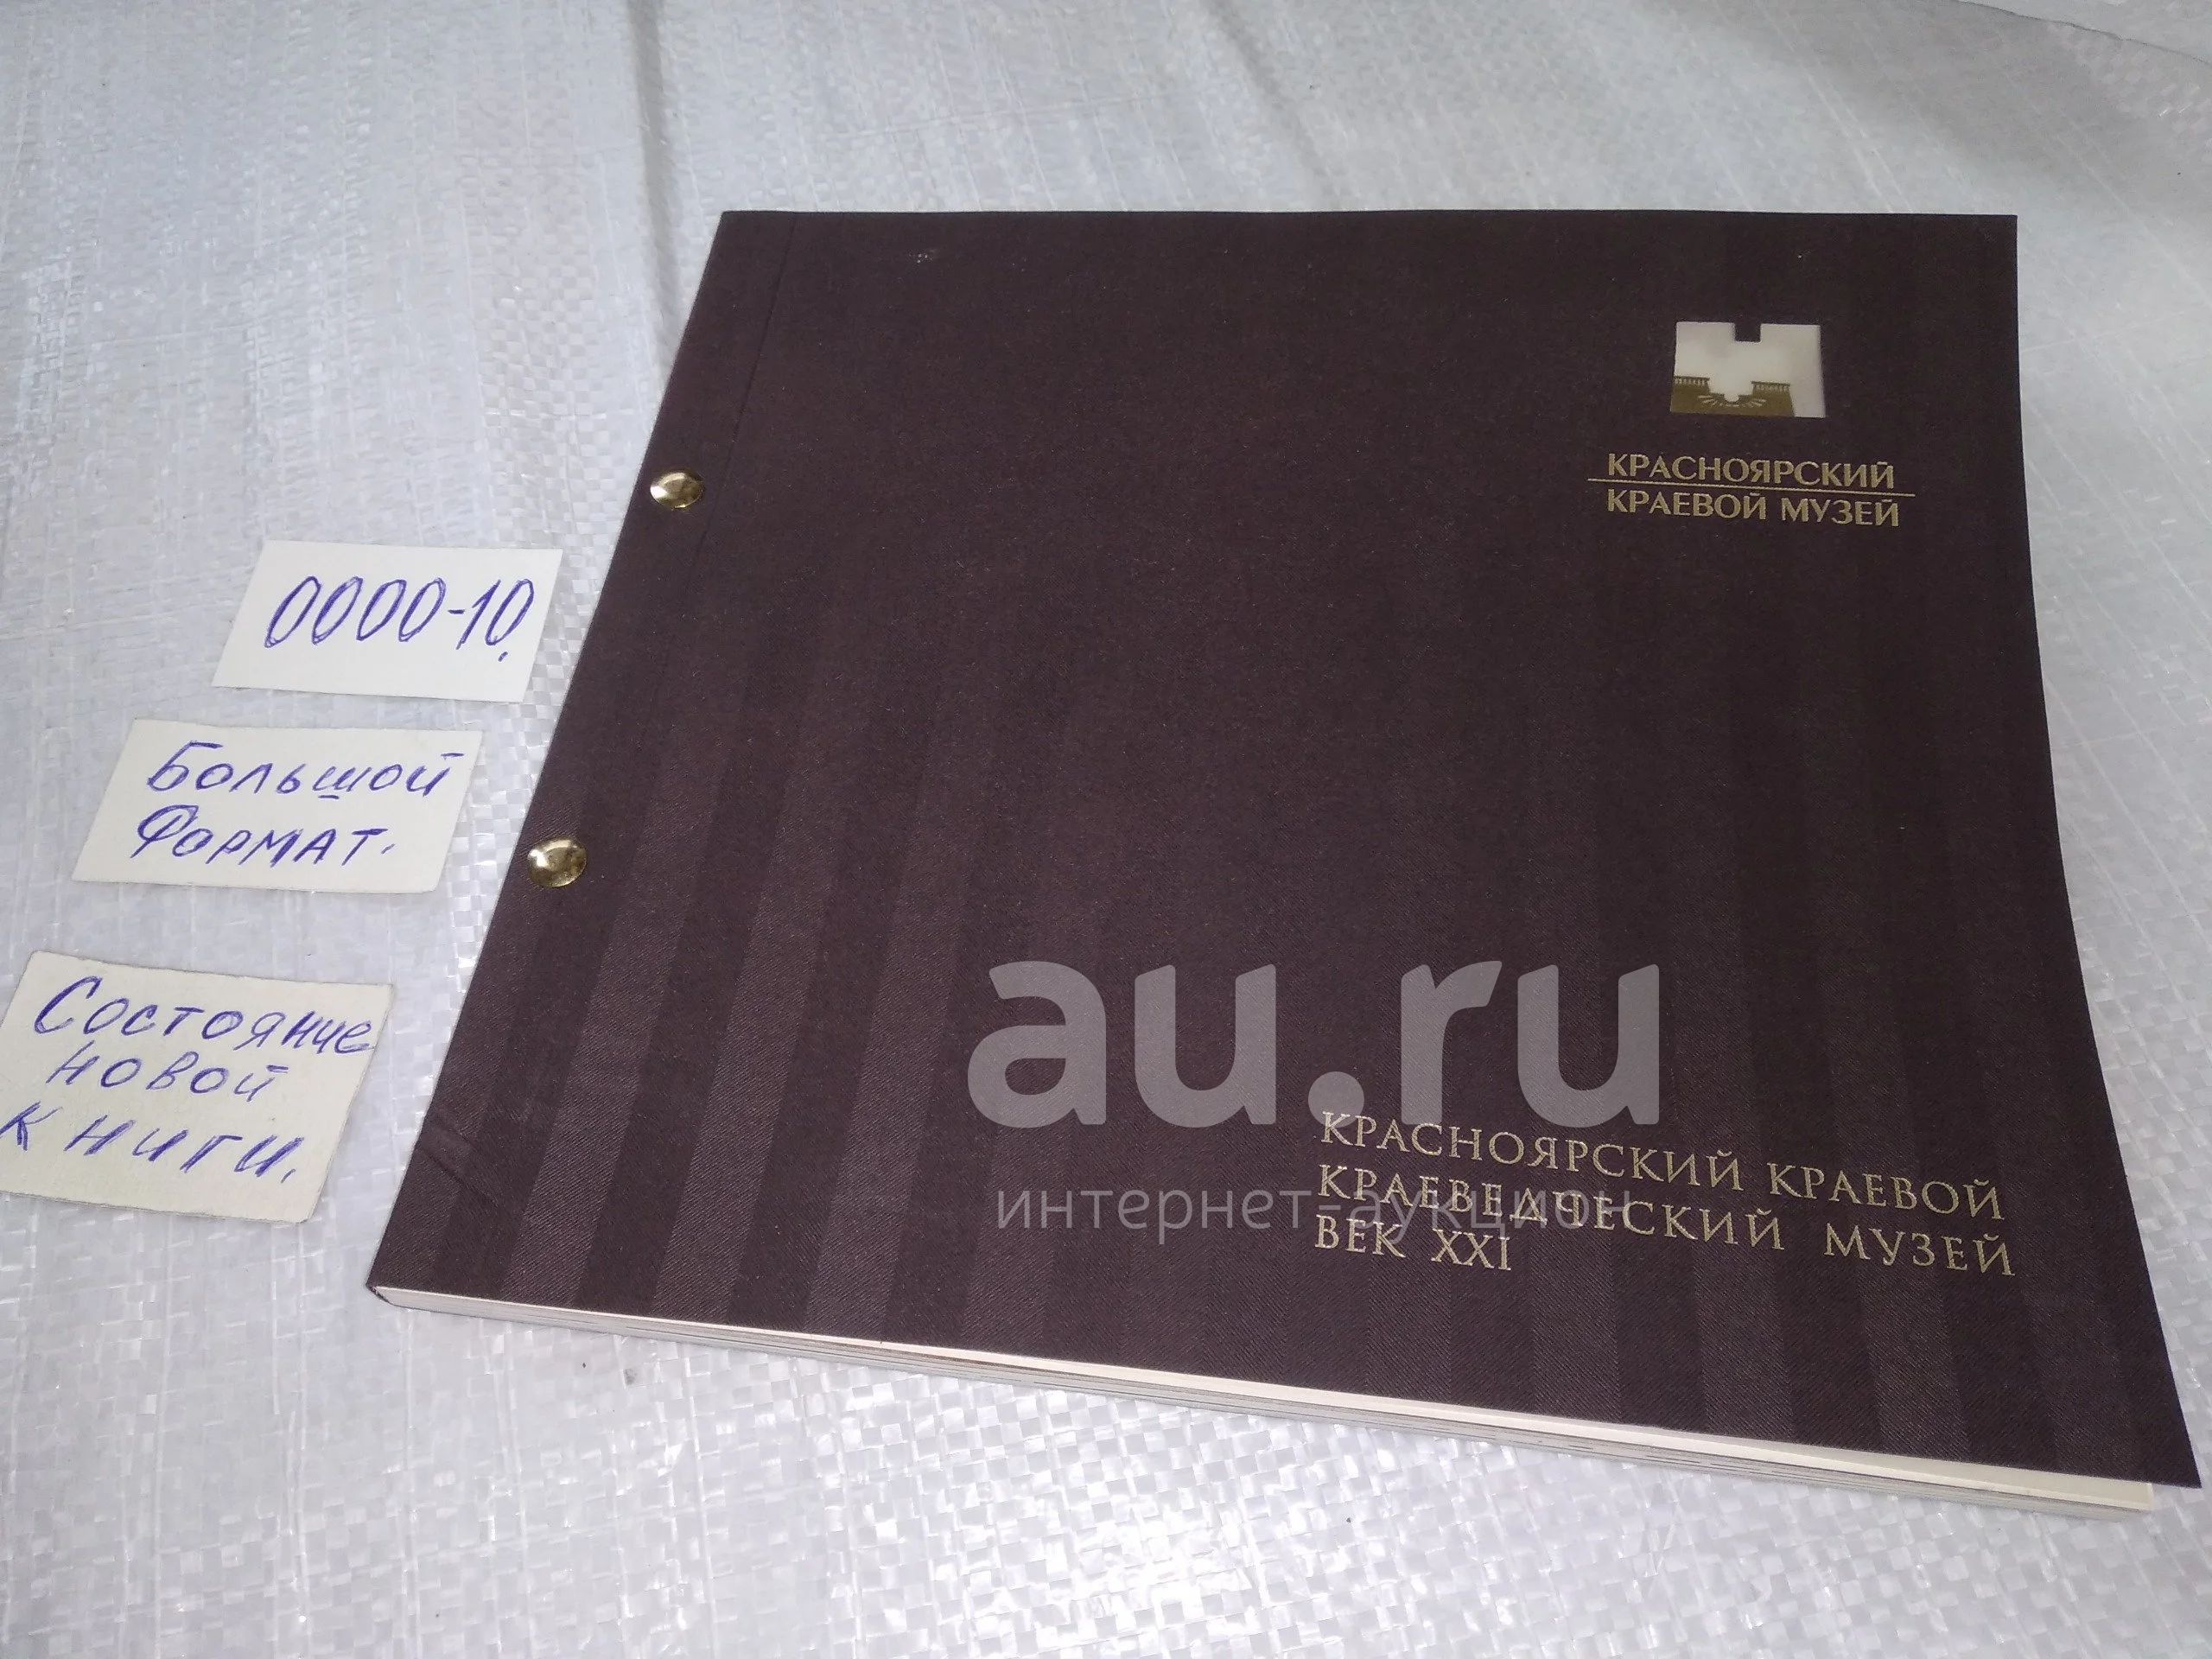 КРАСНОЯРСКИЙ
КРАЕВОЙ МУЗЕЙ
0000-10.
Большой
Формат.
Состояние
новой
книги.
au.ru
интернет-аукцион
КРАСНОЯРСКИЙ КРАЕВОЙ
КРАЕВЕДЧЕСКИЙ МУЗЕЙ
ВЕК XXI